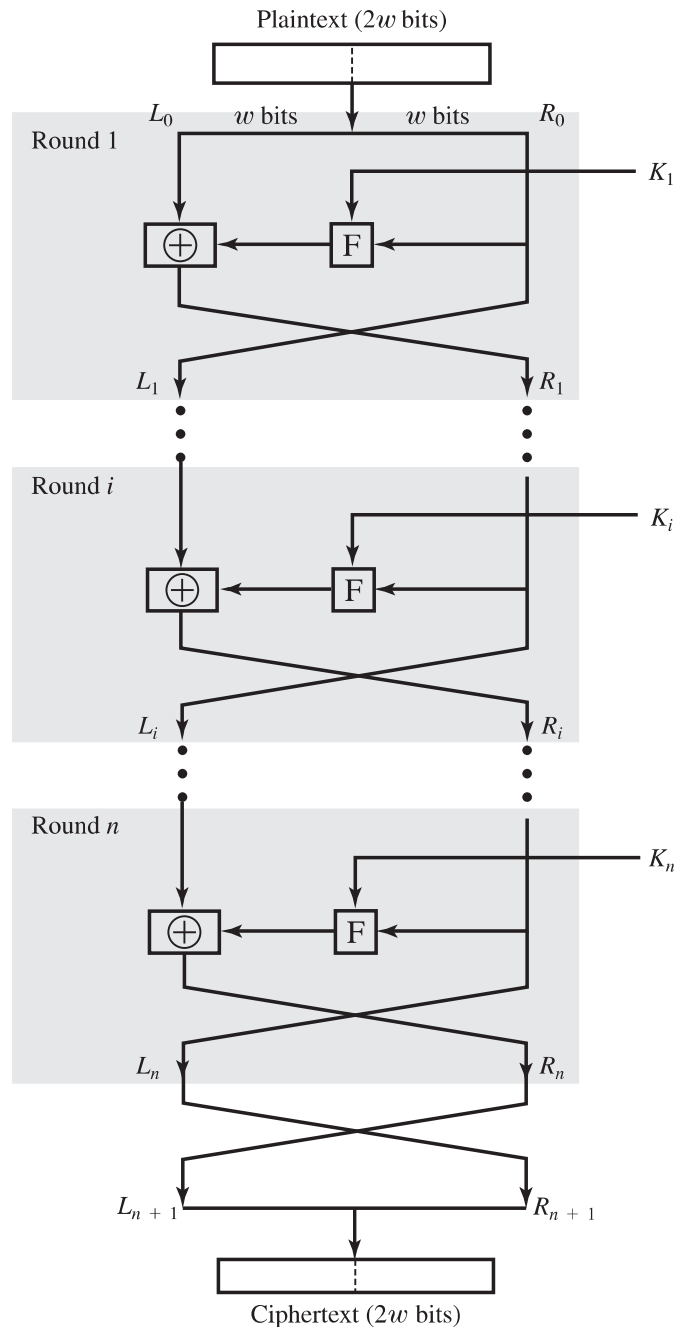 Plaintext (2w bits)
L₀ w bits w bits R₀
Round 1
K₁
⊕ F
L₁ R₁
Round i
Kᵢ
⊕ F
Lᵢ Rᵢ
Round n
Kₙ
⊕ F
Lₙ Rₙ
Lₙ ₊ ₁ Rₙ ₊ ₁
Ciphertext (2w bits)